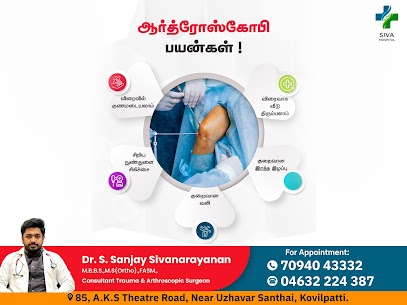 ஆர்த்ரோஸ்கோபி
பயன்கள் !
SIVA
HOSPITAL
விரைவில்
குணமடையலாம்
விரைவாக
வீடு
திரும்பலாம்
சிறிய
நுண்துளை
சிகிச்சை
குறைவான
இரத்த இழப்பு
குறைவான
வலி
Dr. S. Sanjay Sivanarayanan
M.B.B.S.,M.S(Ortho).,FASM.,
Consultant Trauma & Arthroscopic Surgeon
For Appointment:
70940 43332
04632 224 387
85, A.K.S Theatre Road, Near Uzhavar Santhai, Kovilpatti.